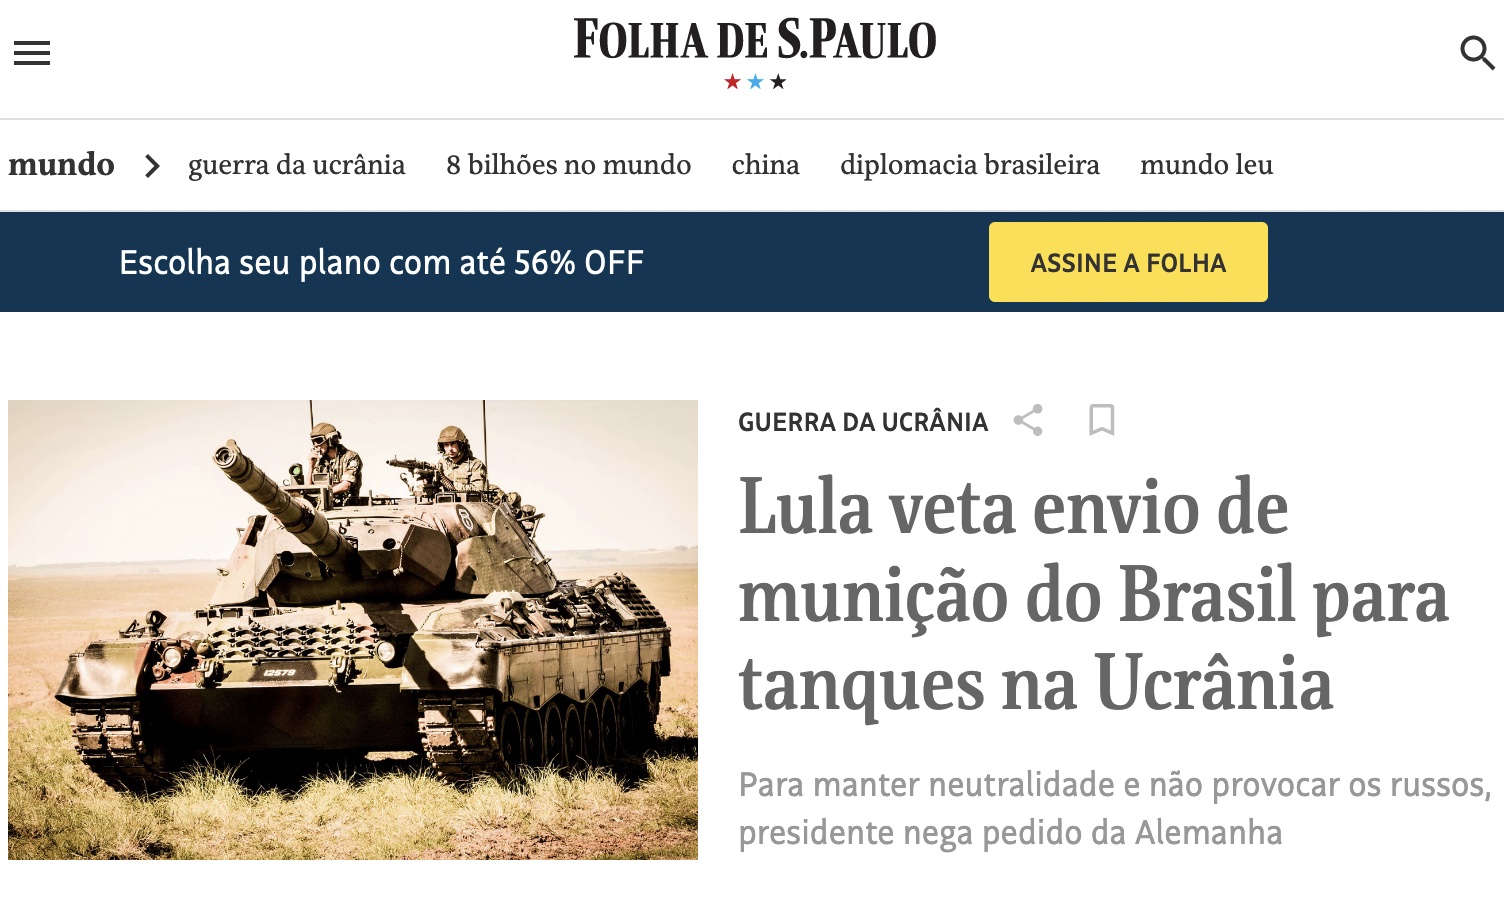 FOLHA DE S.PAULO
mundo
guerra da ucrânia
8 bilhões no mundo
china
diplomacia brasileira
mundo leu
Escolha seu plano com até 56% OFF
ASSINE A FOLHA
GUERRA DA UCRÂNIA
Lula veta envio de
munição do Brasil para
tanques na Ucrânia
Para manter neutralidade e não provocar os russos,
presidente nega pedido da Alemanha